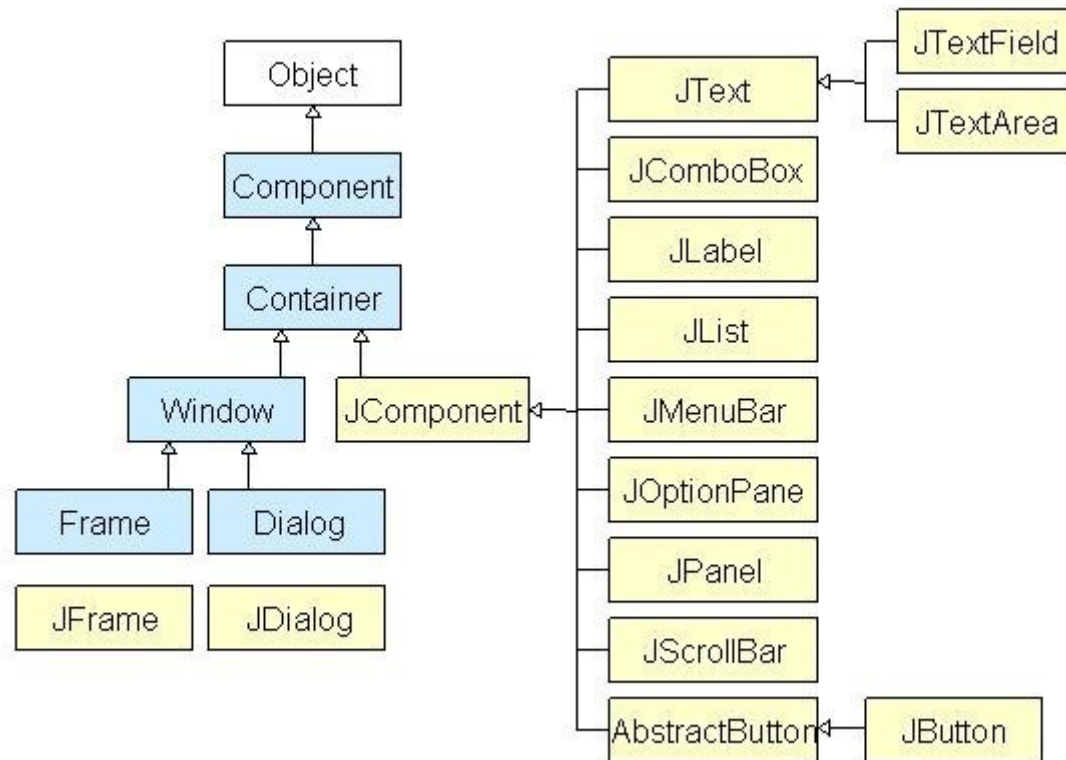 Object
Component
Container
Window
JComponent
Frame
Dialog
JFrame
JDialog
JText
JComboBox
JLabel
JList
JMenuBar
JOptionPane
JPanel
JScrollBar
AbstractButton
JTextField
JTextArea
JButton